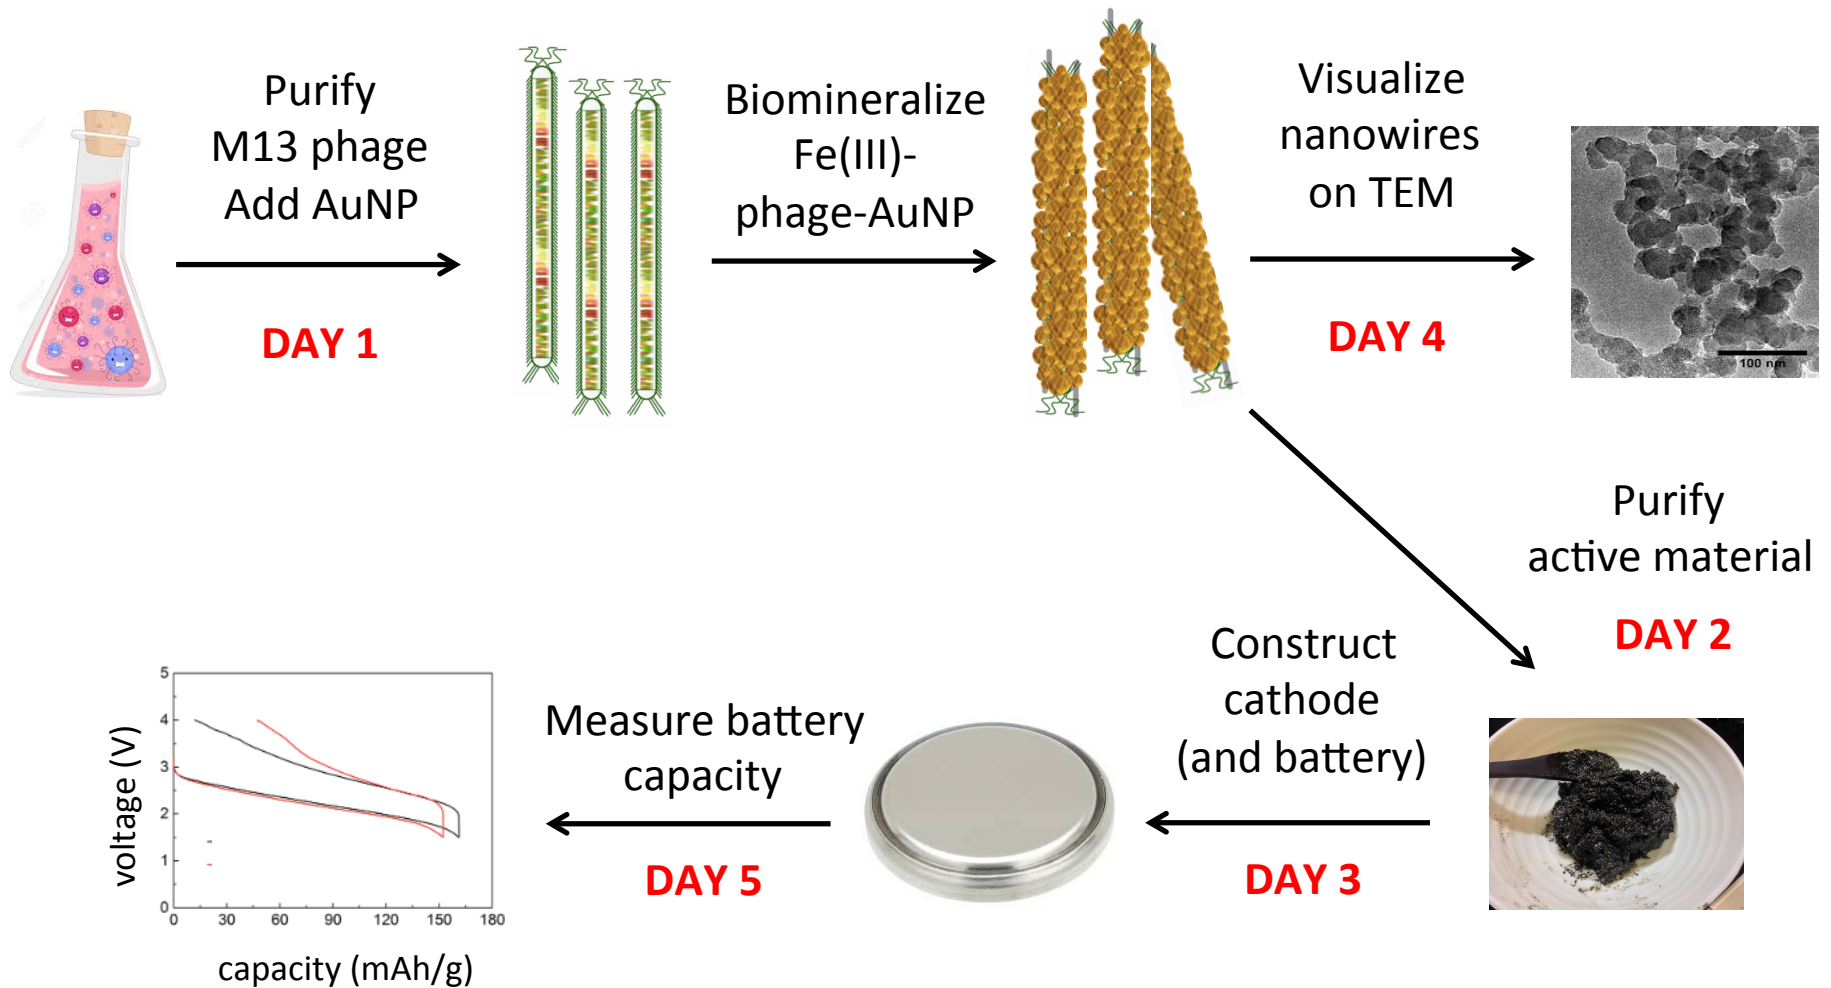 Purify
M13 phage
Add AuNP
DAY 1
Biomineralize
Fe(III)-
phage-AuNP
Visualize
nanowires
on TEM
DAY 4
100 nm
Purify
active material
DAY 2
Construct
cathode
(and battery)
DAY 3
Measure battery
capacity
DAY 5
voltage (V)
5
4
3
2
1
0
0 30 60 90 120 150 180
capacity (mAh/g)